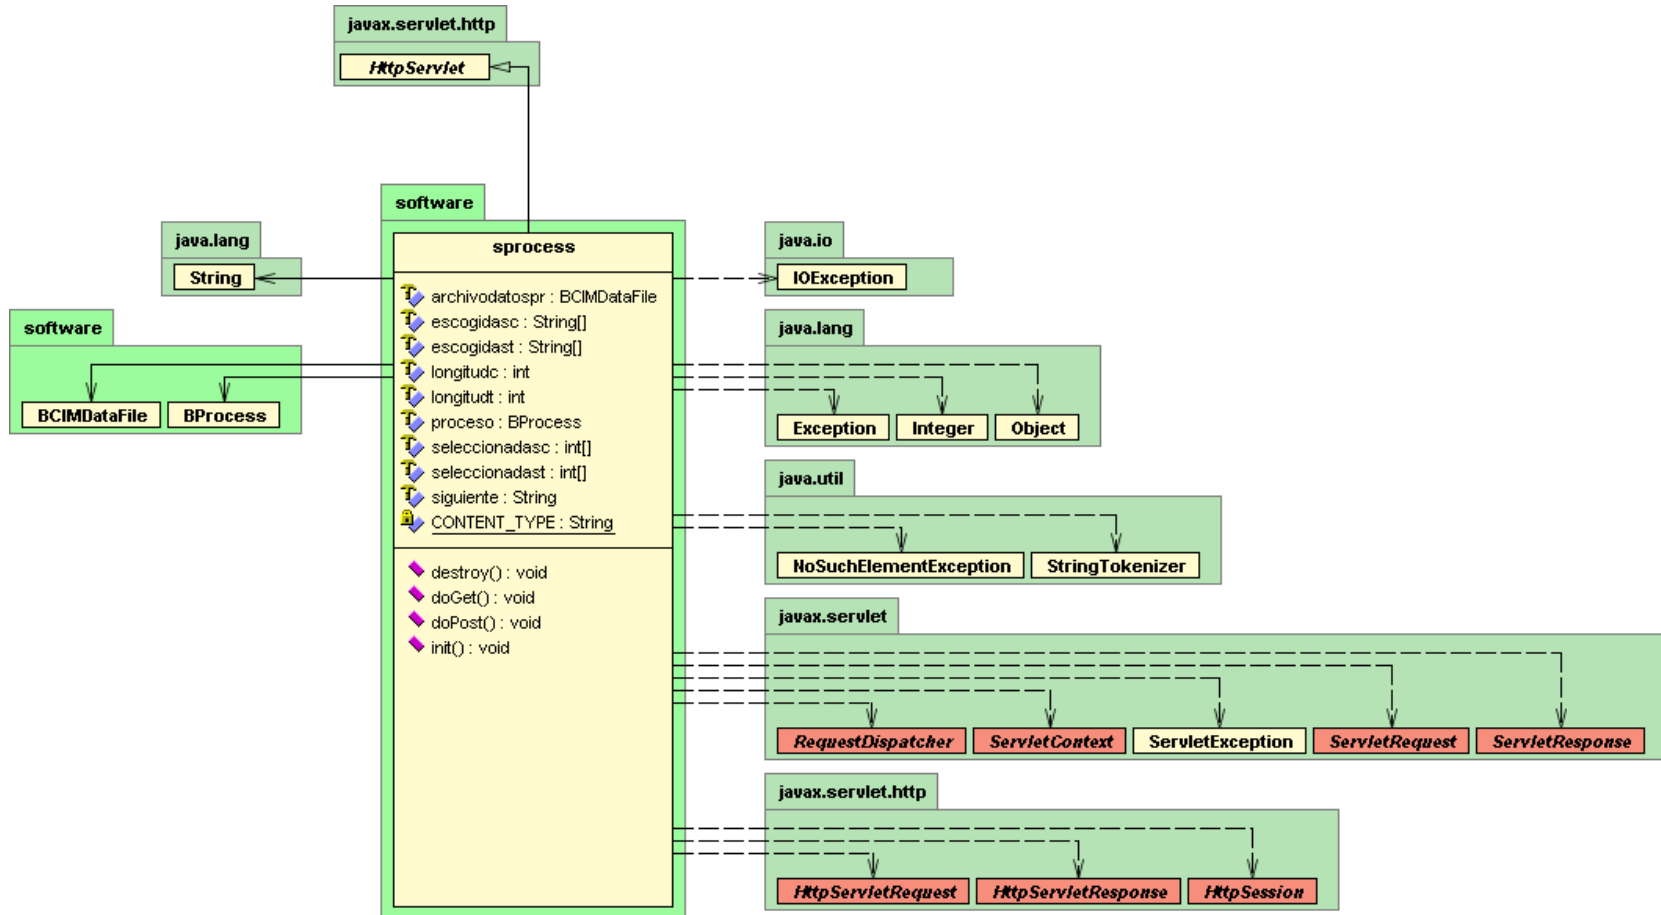 javax.servlet.http
HttpServlet
software
sprocess
archivodatospr : BCIMDataFile
escogidasc : String[]
escogidast : String[]
longitudc : int
longitudt : int
proceso : BProcess
seleccionadasc : int[]
seleccionadast : int[]
siguiente : String
CONTENT_TYPE : String
destroy() : void
doGet() : void
doPost() : void
init() : void
java.lang
String
software
BCIMDataFile BProcess
java.io
IOException
java.lang
Exception Integer Object
java.util
NoSuchElementException StringTokenizer
javax.servlet
RequestDispatcher ServletContext ServletException ServletRequest ServletResponse
javax.servlet.http
HttpServletRequest HttpServletResponse HttpSession